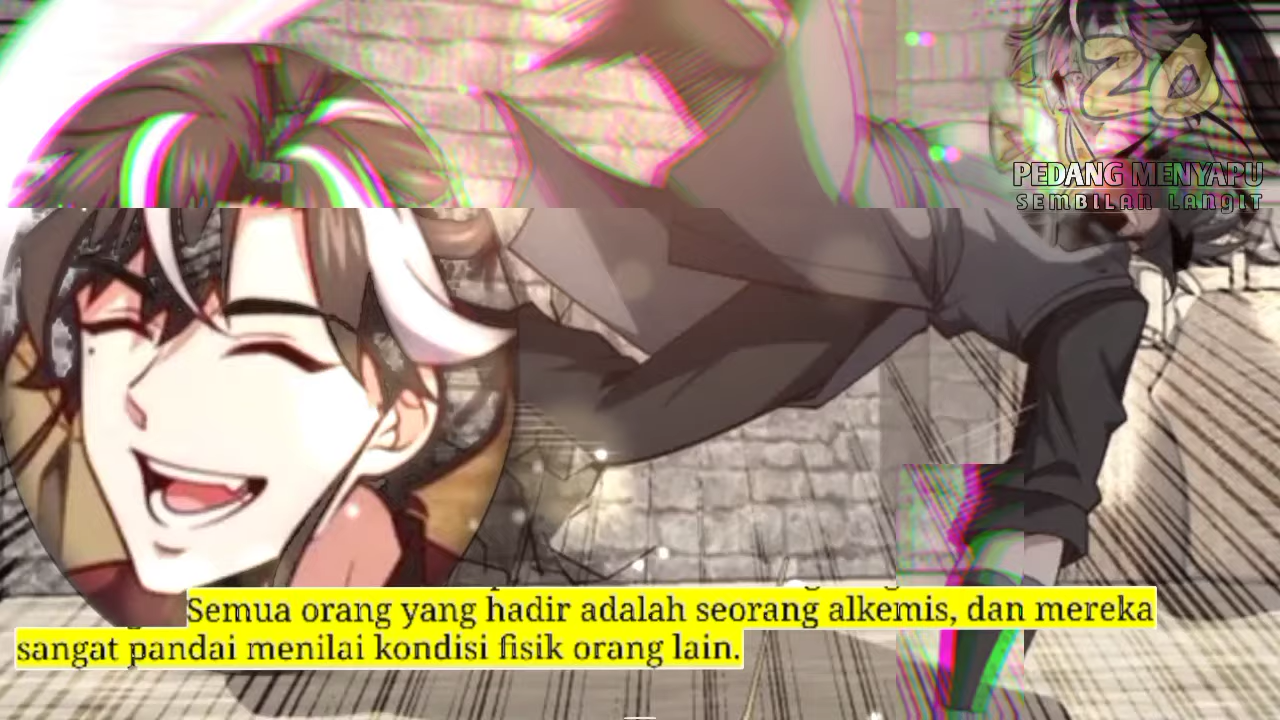 20
PEDANG MENYAPU
SEMBILAN LANGIT
Semua orang yang hadir adalah seorang alkemis, dan mereka
sangat pandai menilai kondisi fisik orang lain.